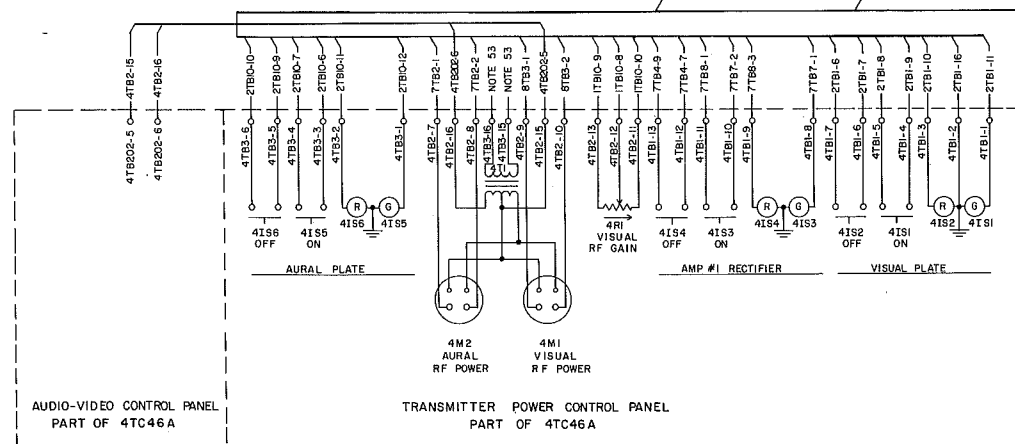 4TB2-15
4TB2-16
2TB10-10
2TB10-9
2TB10-7
2TB10-6
2TB10-11
2TB10-12
7TB2-1
4TB202-6
7TB2-2
NOTE 53
NOTE 53
8TB3-1
4TB202-5
8TB3-2
1TB10-9
1TB10-8
1TB10-10
7TB4-9
7TB4-7
7TB8-1
7TB7-2
7TB8-3
7TB7-1
2TB1-6
2TB1-7
2TB1-8
2TB1-9
2TB1-10
2TB1-16
2TB1-11
4TB202-5
4TB202-6
4TB3-6
4TB3-5
4TB3-4
4TB3-3
4TB3-2
4TB3-1
4TB2-7
4TB2-16
4TB2-8
4TB3-16
4TB3-15
4TB2-9
4TB2-15
4TB2-10
4TB2-13
4TB2-12
4TB2-11
4TB1-13
4TB1-12
4TB1-11
4TB1-10
4TB1-9
4TB1-8
4TB1-7
4TB1-6
4TB1-5
4TB1-4
4TB1-3
4TB1-2
4TB1-1
4T1
R G
4IS6 4IS5
4IS6
OFF
4IS5
ON
AURAL PLATE
4R1
VISUAL
RF GAIN
4IS4
OFF
4IS3
ON
R G
4IS4 4IS3
AMP #1 RECTIFIER
4IS2
OFF
4IS1
ON
R G
4IS2 4IS1
VISUAL PLATE
4M2
AURAL
RF POWER
4M1
VISUAL
RF POWER
AUDIO-VIDEO CONTROL PANEL
PART OF 4TC46A
TRANSMITTER POWER CONTROL PANEL
PART OF 4TC46A